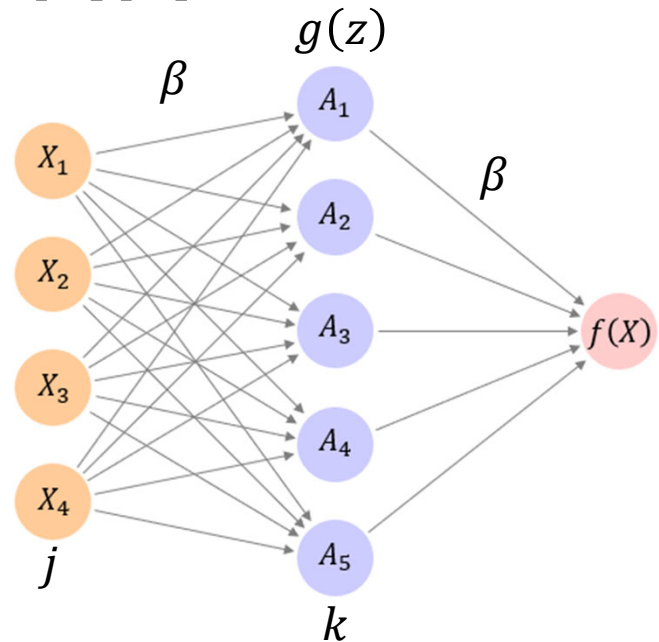 g(z)
β
A₁
X₁
β
A₂
X₂
A₃
f(X)
X₃
A₄
X₄
A₅
j
k